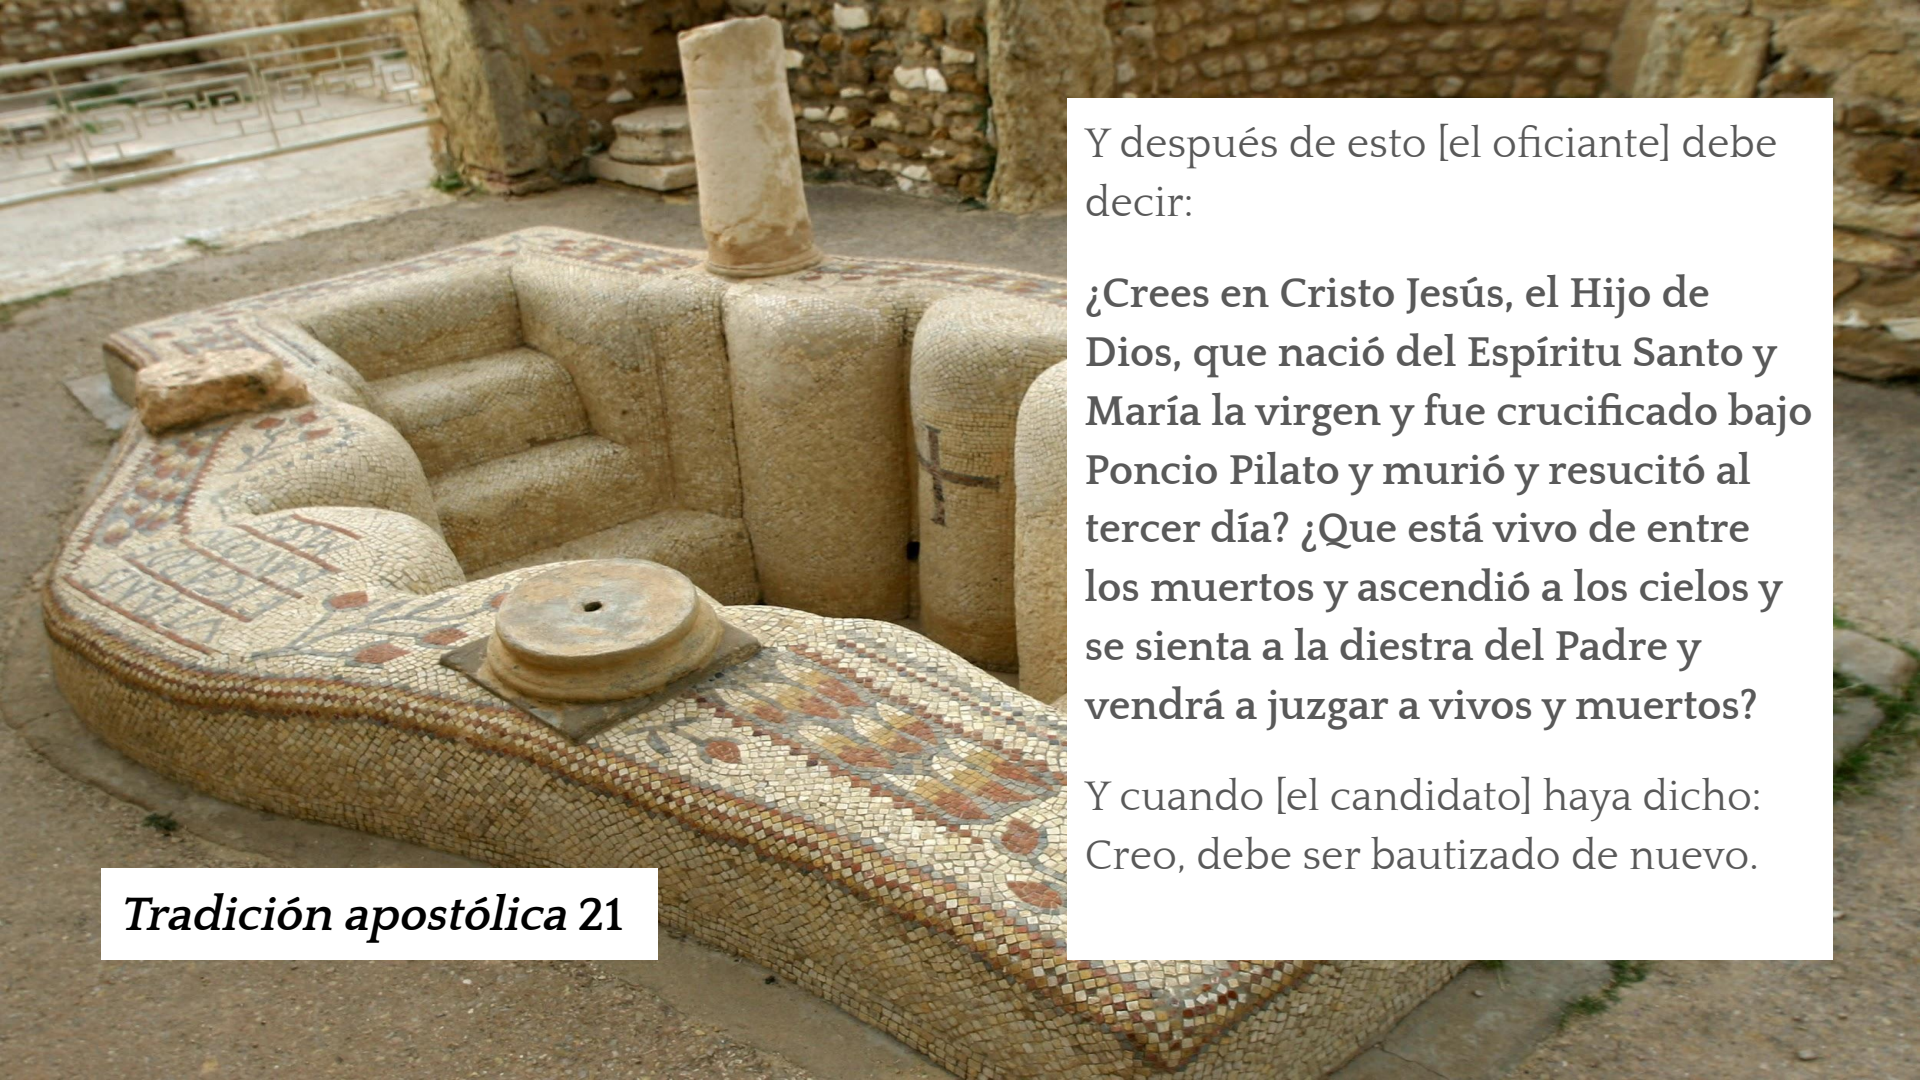 Y después de esto [el oficiante] debe
decir:
¿Crees en Cristo Jesús, el Hijo de
Dios, que nació del Espíritu Santo y
María la virgen y fue crucificado bajo
Poncio Pilato y murió y resucitó al
tercer día? ¿Que está vivo de entre
los muertos y ascendió a los cielos y
se sienta a la diestra del Padre y
vendrá a juzgar a vivos y muertos?
Y cuando [el candidato] haya dicho:
Creo, debe ser bautizado de nuevo.
Tradición apostólica 21